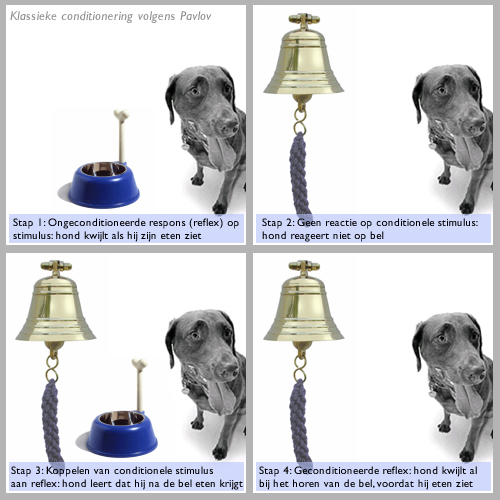 Klassieke conditionering volgens Pavlov
Stap 1: Ongeconditioneerde respons (reflex) op
stimulus: hond kwijlt als hij zijn eten ziet
Stap 2: Geen reactie op conditionele stimulus:
hond reageert niet op bel
Stap 3: Koppelen van conditionele stimulus
aan reflex: hond leert dat hij na de bel eten krijgt
Stap 4: Geconditioneerde reflex: hond kwijlt al
bij het horen van de bel, voordat hij eten ziet